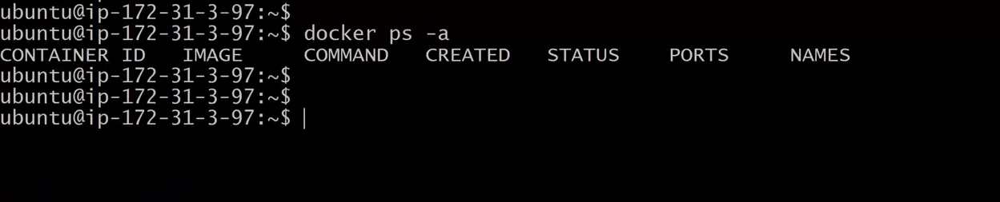 ubuntu@ip-172-31-3-97:~$
ubuntu@ip-172-31-3-97:~$ docker ps -a
CONTAINER ID   IMAGE     COMMAND   CREATED   STATUS    PORTS     NAMES
ubuntu@ip-172-31-3-97:~$
ubuntu@ip-172-31-3-97:~$
ubuntu@ip-172-31-3-97:~$